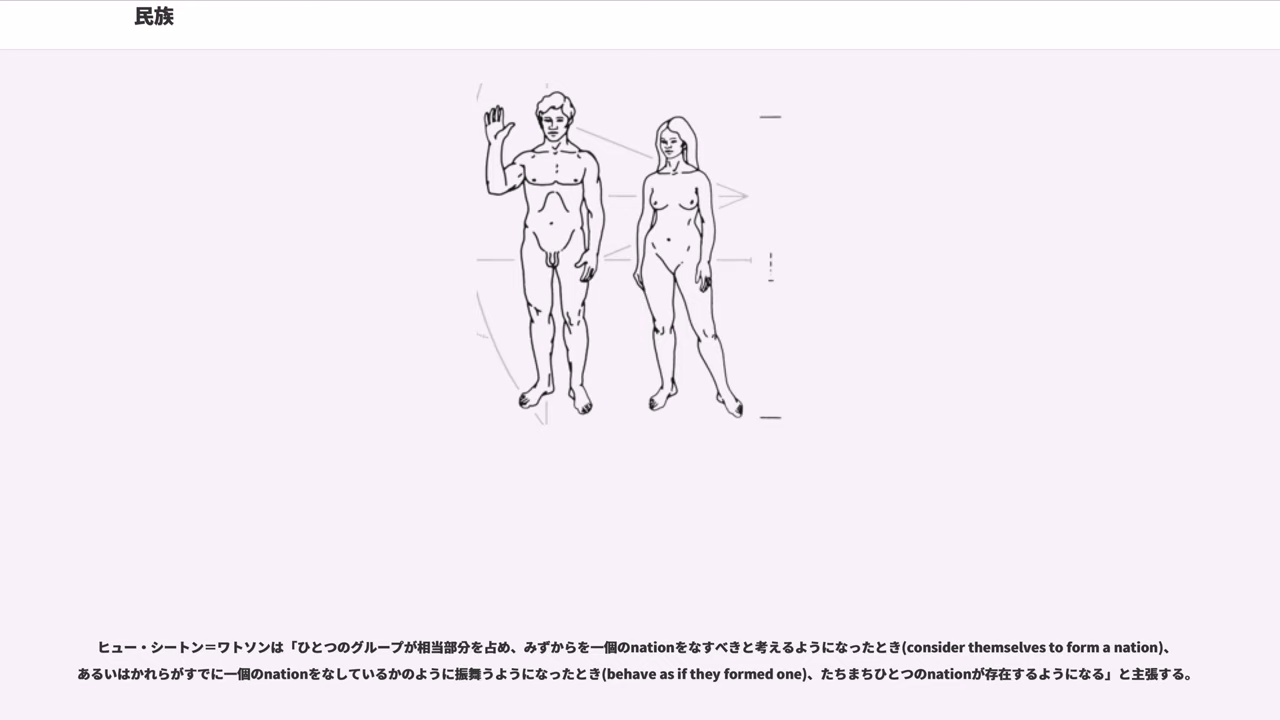 民族
ヒュー・シートン＝ワトソンは「ひとつのグループが相当部分を占め、みずからを一個のnationをなすべきと考えるようになったとき(consider themselves to form a nation)、
あるいはかれらがすでに一個のnationをなしているかのように振舞うようになったとき(behave as if they formed one)、たちまちひとつのnationが存在するようになる」と主張する。